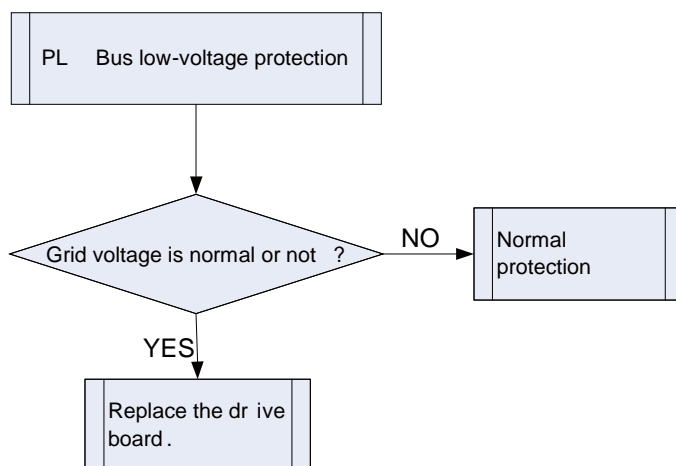 PL Bus low-voltage protection
Grid voltage is normal or not ?
NO
Normal
protection
YES
Replace the dr ive
board .